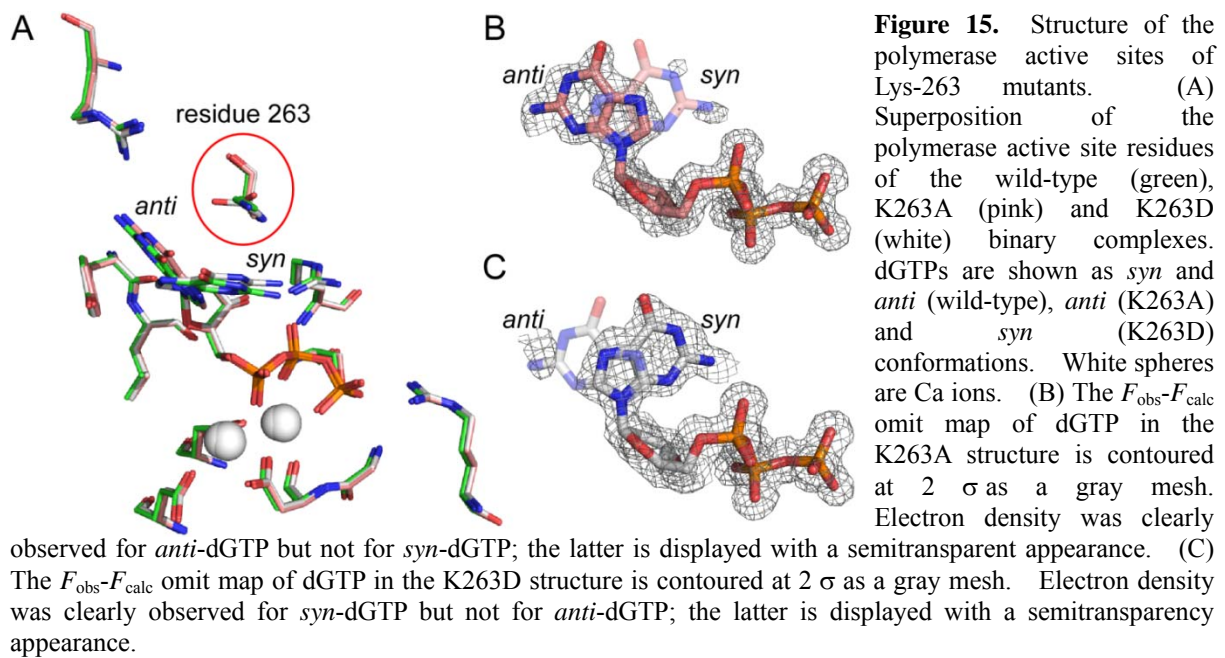 A
residue 263
anti
syn
B
anti
syn
C
anti
syn
Figure 15. Structure of the
polymerase active sites of
Lys-263 mutants. (A)
Superposition of the
polymerase active site residues
of the wild-type (green),
K263A (pink) and K263D
(white) binary complexes.
dGTPs are shown as syn and
anti (wild-type), anti (K263A)
and syn (K263D)
conformations. White spheres
are Ca ions. (B) The Fobs-Fcalc
omit map of dGTP in the
K263A structure is contoured
at 2 σ as a gray mesh.
Electron density was clearly
observed for anti-dGTP but not for syn-dGTP; the latter is displayed with a semitransparent appearance. (C)
The Fobs-Fcalc omit map of dGTP in the K263D structure is contoured at 2 σ as a gray mesh. Electron density
was clearly observed for syn-dGTP but not for anti-dGTP; the latter is displayed with a semitransparency
appearance.